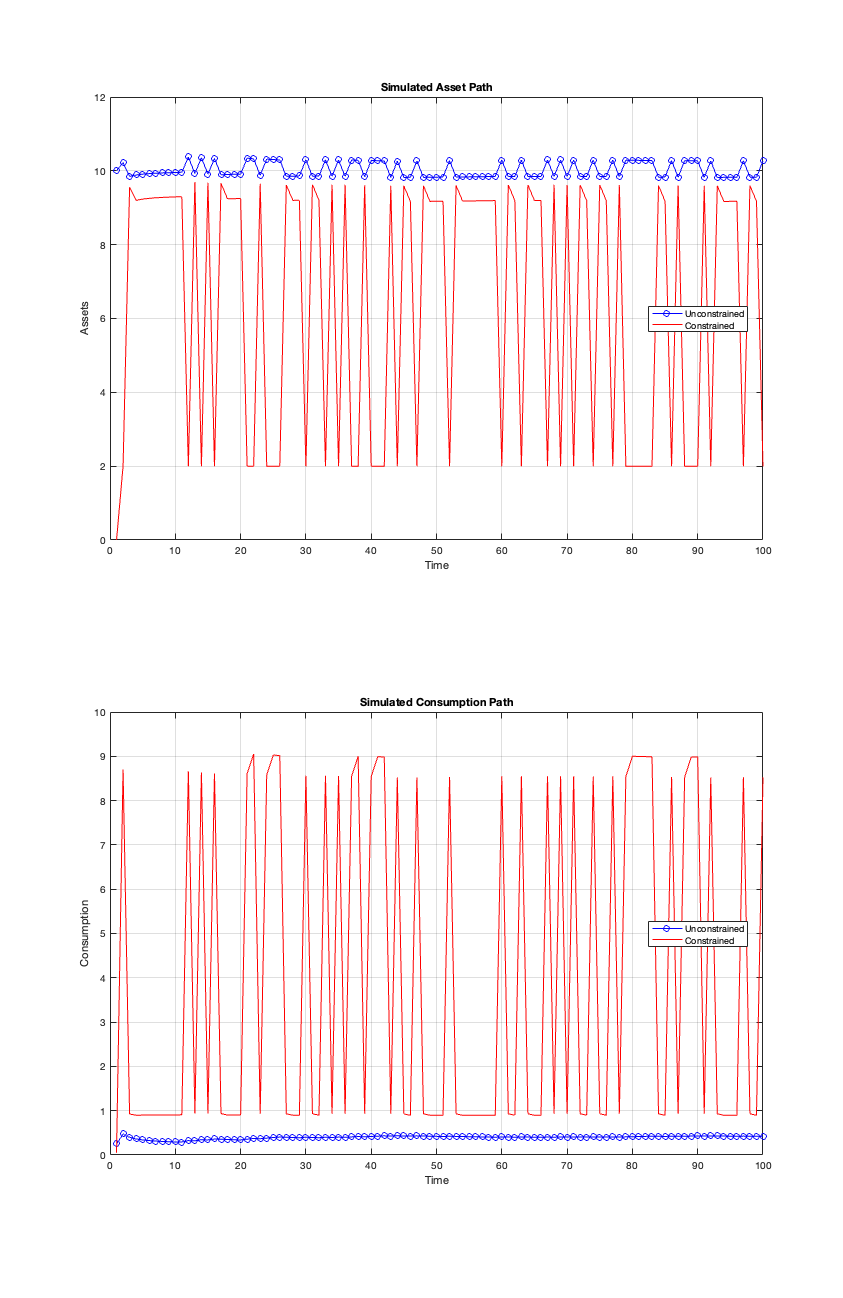 Simulated Asset Path
12
10
8
6
4
2
0
Assets
Unconstrained
Constrained
0 10 20 30 40 50 60 70 80 90 100
Time
Simulated Consumption Path
10
9
8
7
6
5
4
3
2
1
0
Consumption
Unconstrained
Constrained
0 10 20 30 40 50 60 70 80 90 100
Time